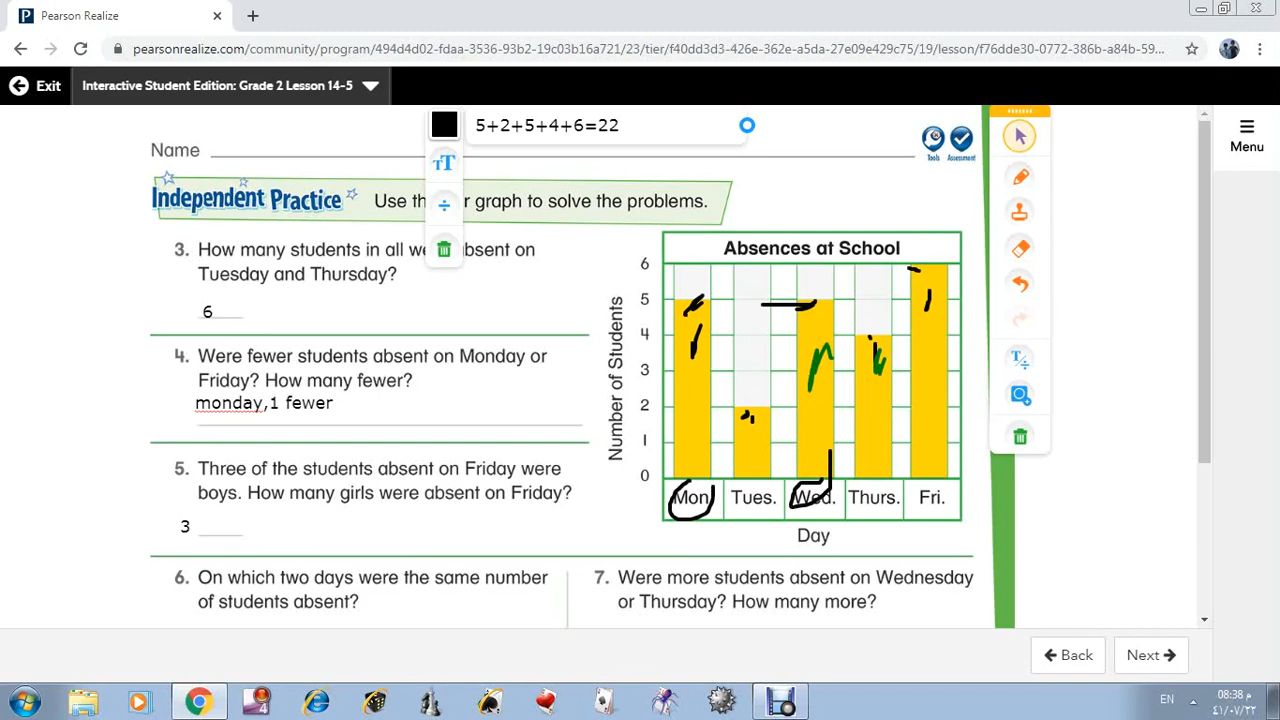 Pearson Realize
pearsonrealize.com/community/program/494d4d02-fdaa-3536-93b2-19c03b16a721/23/tier/f40dd3d3-426e-362e-a5da-27e09e429c75/19/lesson/f76dde30-0772-386b-a84b-59...
Exit
Interactive Student Edition: Grade 2 Lesson 14-5
5+2+5+4+6=22
Name
Tools
Assessment
Menu
Independent Practice
Use th r graph to solve the problems.
3. How many students in all we absent on
Tuesday and Thursday?
6
4. Were fewer students absent on Monday or
Friday? How many fewer?
monday,1 fewer
5. Three of the students absent on Friday were
boys. How many girls were absent on Friday?
3
Absences at School
Number of Students
6
5
4
3
2
1
0
Mon. Tues. Wed. Thurs. Fri.
Day
6. On which two days were the same number
of students absent?
7. Were more students absent on Wednesday
or Thursday? How many more?
Back
Next
EN
08:38 م
٤١/٠٧/٢٢